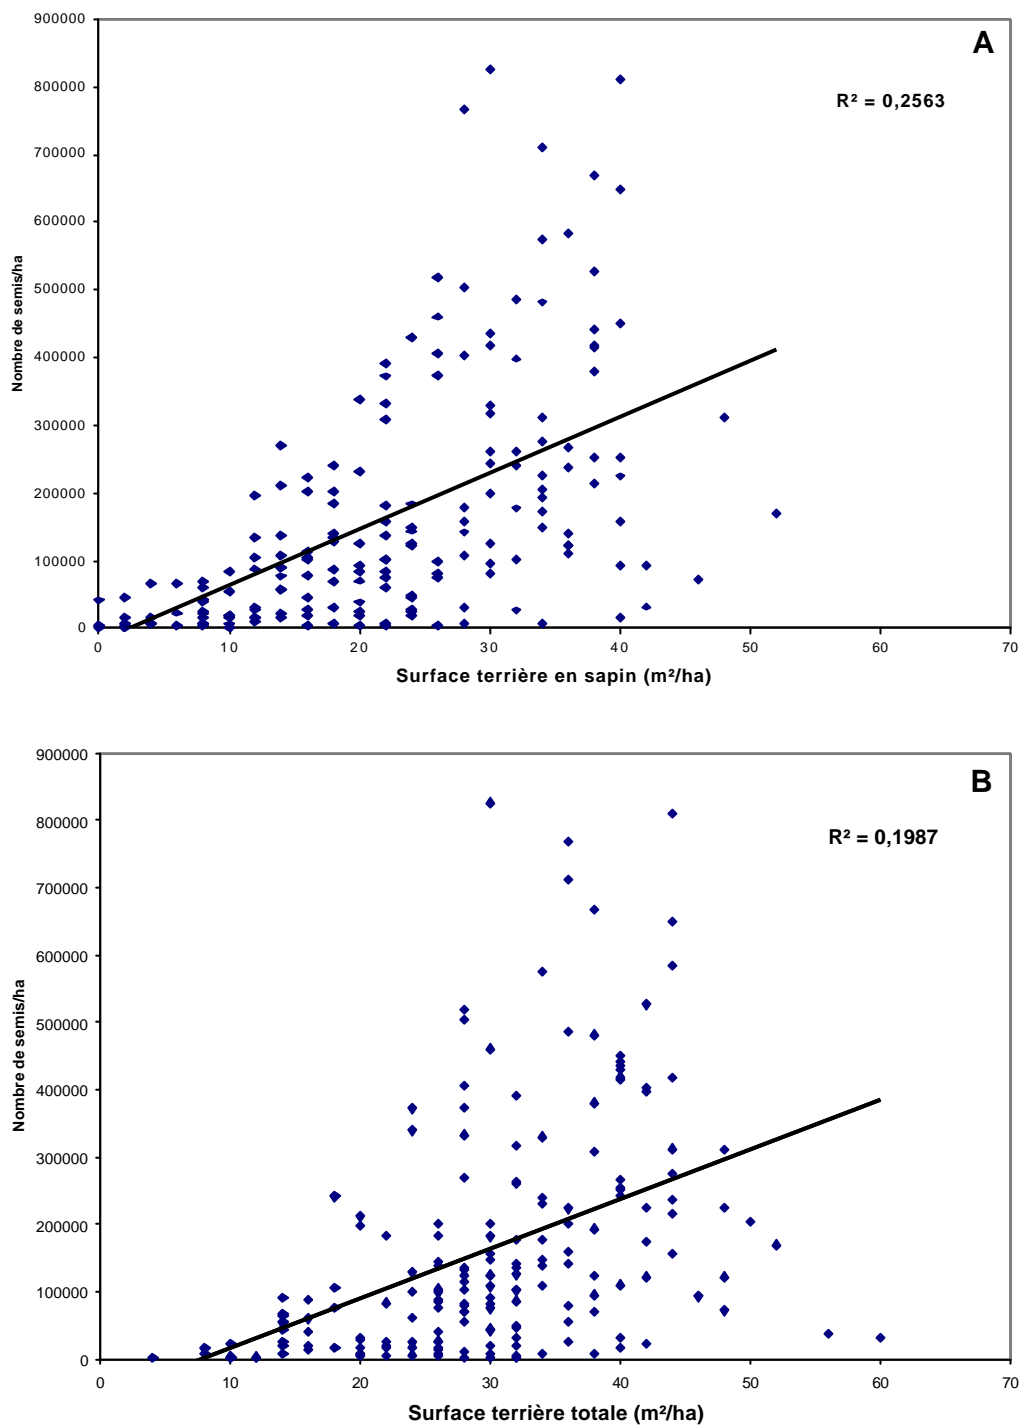 A
R² = 0,2563
Nombre de semis/ha
900000
800000
700000
600000
500000
400000
300000
200000
100000
0
0 10 20 30 40 50 60 70
Surface terrière en sapin (m²/ha)
B
R² = 0,1987
Nombre de semis/ha
900000
800000
700000
600000
500000
400000
300000
200000
100000
0
0 10 20 30 40 50 60 70
Surface terrière totale (m²/ha)